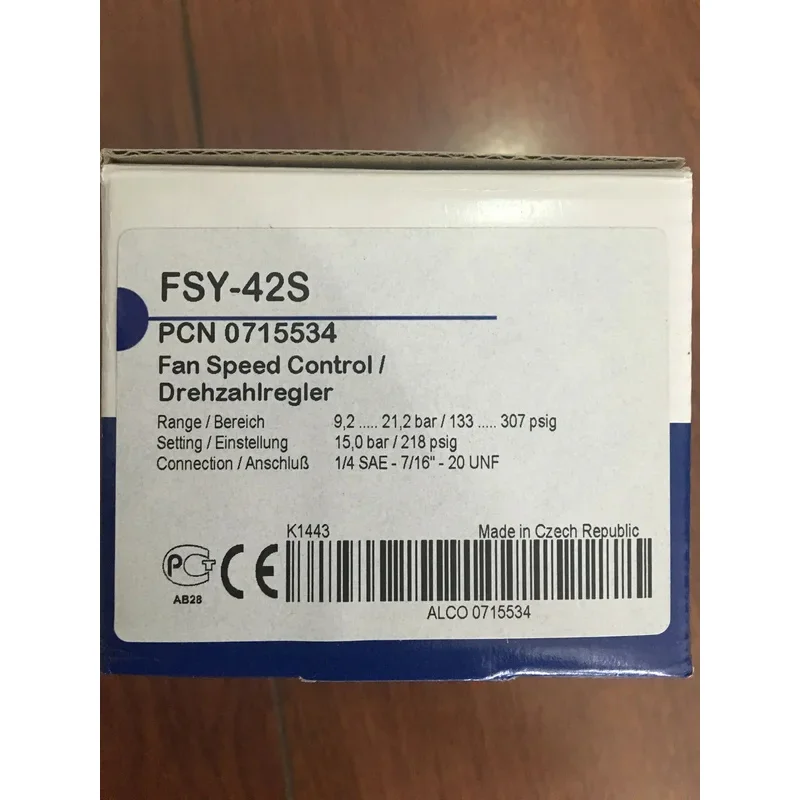 FSY-42S
PCN 0715534
Fan Speed Control /
Drehzahlregler
Range / Bereich 9,2 ..... 21,2 bar / 133 ..... 307 psig
Setting / Einstellung 15,0 bar / 218 psig
Connection / Anschluß 1/4 SAE - 7/16" - 20 UNF
K1443 Made in Czech Republic
РСТ CE
AB28
ALCO 0715534